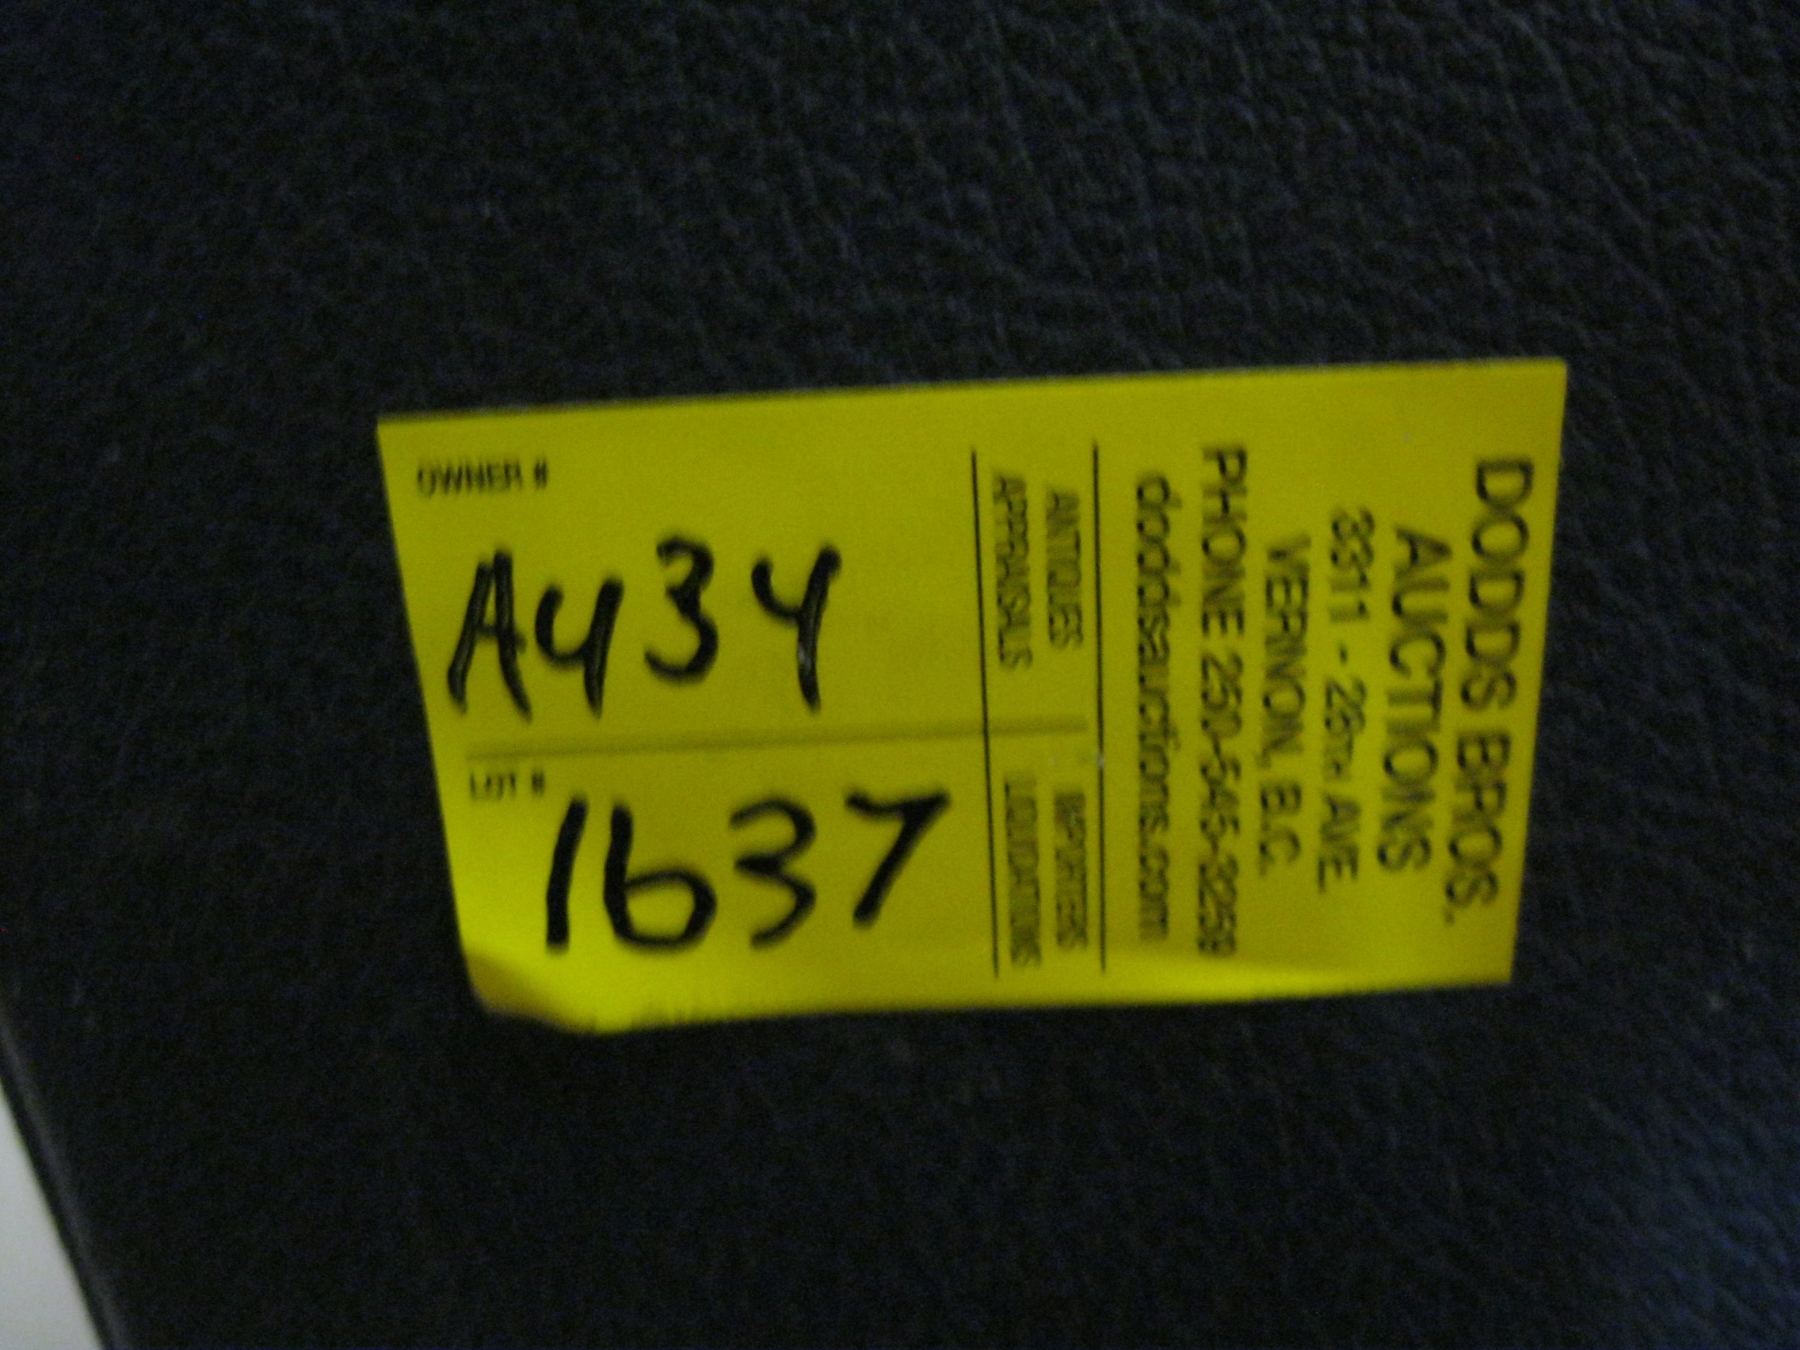 OWNER #
A434
LOT #
1637
ANTIQUES
APPRAISALS
IMPORTERS
LIQUIDATIONS
DODDS BROS.
AUCTIONS
3311 - 28TH AVE
VERNON, B.C.
PHONE 250-545-3259
doddsauctions.com